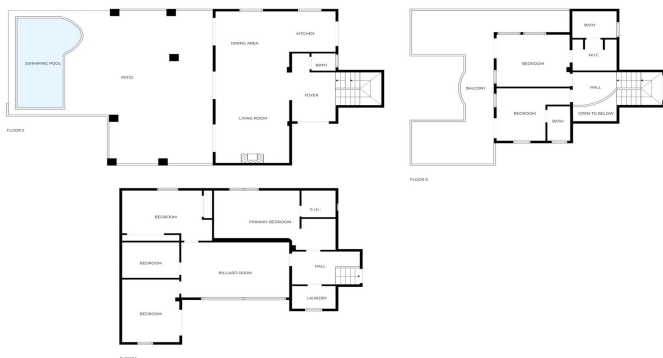 SWIMMING POOL
PATIO
DINING AREA
KITCHEN
BATH
FOYER
LIVING ROOM
FLOOR 2
BATH
W.I.C
BEDROOM
HALL
BALCONY
BEDROOM
BATH
OPEN TO BELOW
FLOOR 3
BEDROOM
PRIMARY BEDROOM
BEDROOM
BILLIARD ROOM
HALL
LAUNDRY
BEDROOM